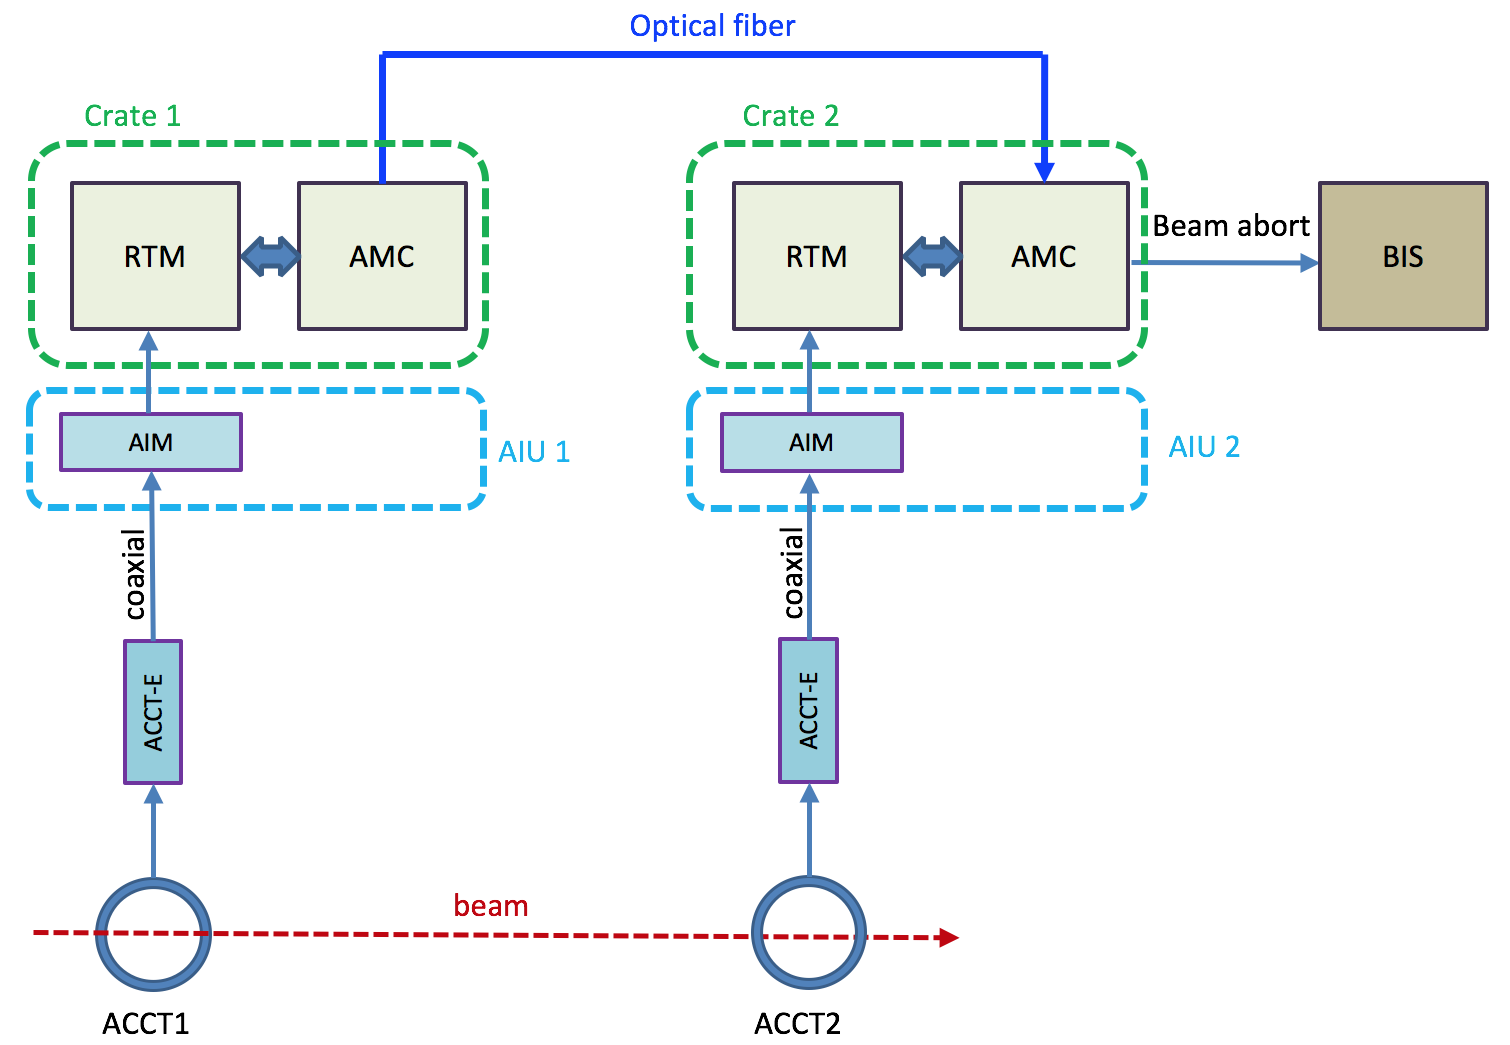 Optical fiber
Crate 1
Crate 2
RTM
AMC
RTM
AMC
Beam abort
BIS
AIM
AIU 1
AIM
AIU 2
coaxial
coaxial
ACCT-E
ACCT-E
beam
ACCT1
ACCT2